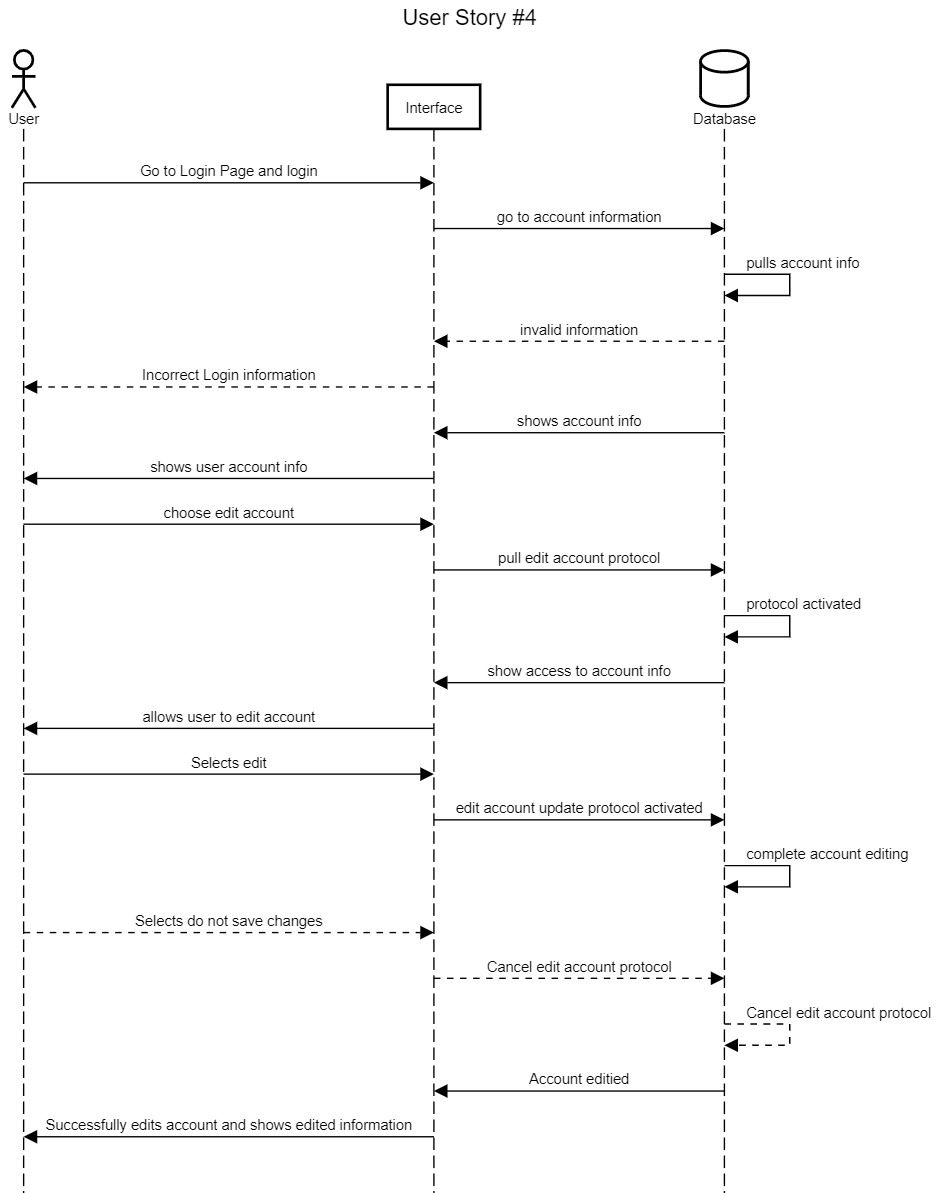 User Story #4
User
Interface
Database
Go to Login Page and login
go to account information
pulls account info
invalid information
Incorrect Login information
shows account info
shows user account info
choose edit account
pull edit account protocol
protocol activated
show access to account info
allows user to edit account
Selects edit
edit account update protocol activated
complete account editing
Selects do not save changes
Cancel edit account protocol
Cancel edit account protocol
Account editied
Successfully edits account and shows edited information